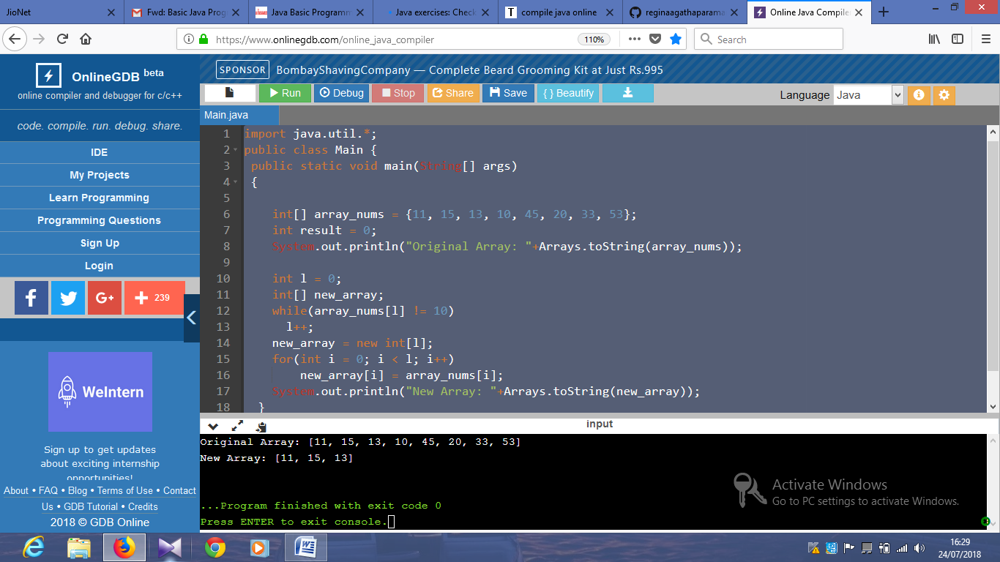 JioNet
Fwd: Basic Java Prog
Java Basic Programm
Java exercises: Check
compile java online
reginaagathaparama
Online Java Compiler
https://www.onlinegdb.com/online_java_compiler
110%
Search
OnlineGDB beta
online compiler and debugger for c/c++
code. compile. run. debug. share.
IDE
My Projects
Learn Programming
Programming Questions
Sign Up
Login
239
WeIntern
Sign up to get updates
about exciting internship
opportunities!
About • FAQ • Blog • Terms of Use • Contact
Us • GDB Tutorial • Credits
2018 © GDB Online
SPONSOR BombayShavingCompany — Complete Beard Grooming Kit at Just Rs.995
Run Debug Stop Share Save { } Beautify
Language Java
Main.java
1 import java.util.*;
2 public class Main {
3 public static void main(String[] args)
4 {
5
6 int[] array_nums = {11, 15, 13, 10, 45, 20, 33, 53};
7 int result = 0;
8 System.out.println("Original Array: "+Arrays.toString(array_nums));
9
10 int l = 0;
11 int[] new_array;
12 while(array_nums[l] != 10)
13 l++;
14 new_array = new int[l];
15 for(int i = 0; i < l; i++)
16 new_array[i] = array_nums[i];
17 System.out.println("New Array: "+Arrays.toString(new_array));
18 }
input
Original Array: [11, 15, 13, 10, 45, 20, 33, 53]
New Array: [11, 15, 13]
...Program finished with exit code 0
Press ENTER to exit console.
Activate Windows
Go to PC settings to activate Windows.
16:29
24/07/2018